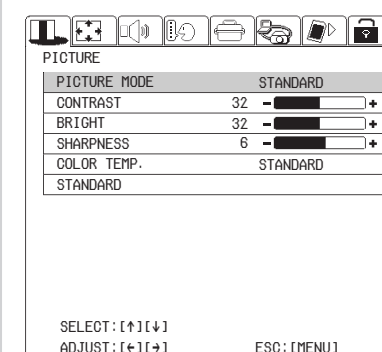 PICTURE
PICTURE MODE STANDARD
CONTRAST 32 - +
BRIGHT 32 - +
SHARPNESS 6 - +
COLOR TEMP. STANDARD
STANDARD
SELECT:[↑][↓]
ADJUST:[←][→] ESC:[MENU]